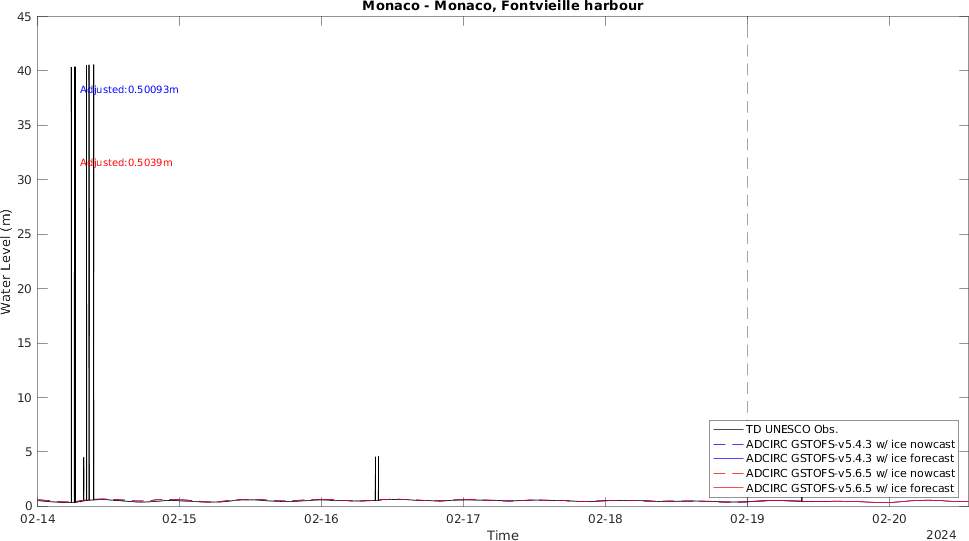 Monaco - Monaco, Fontvieille harbour
45
40
35
30
25
20
15
10
5
0
Water Level (m)
Adjusted:0.50093m
Adjusted:0.5039m
TD UNESCO Obs.
ADCIRC GSTOFS-v5.4.3 w/ ice nowcast
ADCIRC GSTOFS-v5.4.3 w/ ice forecast
ADCIRC GSTOFS-v5.6.5 w/ ice nowcast
ADCIRC GSTOFS-v5.6.5 w/ ice forecast
02-14 02-15 02-16 02-17 02-18 02-19 02-20
Time
2024